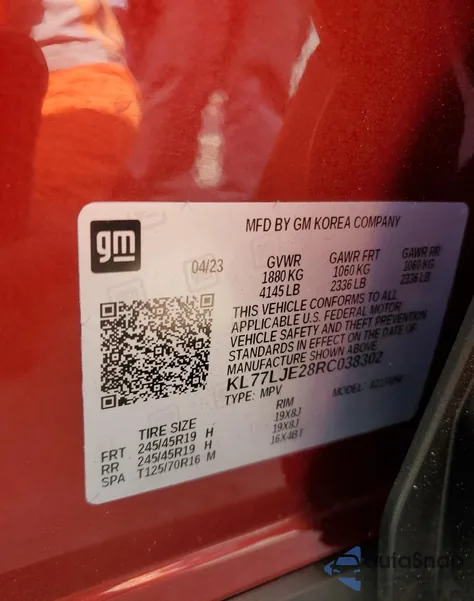 gm
MFD BY GM KOREA COMPANY
04/23
GVWR GAWR FRT GAWR RR
1880 KG 1060 KG 1060 KG
4145 LB 2336 LB 2336 LB
THIS VEHICLE CONFORMS TO ALL
APPLICABLE U.S. FEDERAL MOTOR
VEHICLE SAFETY AND THEFT PREVENTION
STANDARDS IN EFFECT ON THE DATE OF
MANUFACTURE SHOWN ABOVE
KL77LJE28RC038302
TYPE: MPV MODEL:
TIRE SIZE RIM
FRT 245/45R19 H 19X8J
RR 245/45R19 H 19X8J
SPA T125/70R16 M 16X4BT
AutoSnap